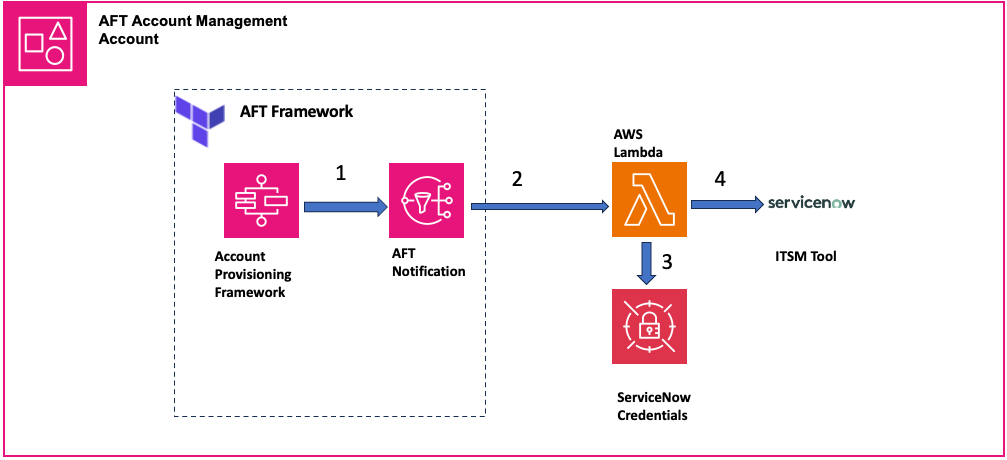 AFT Account Management
Account
AFT Framework
AWS
Lambda
1
2
4
servicenow
AFT
Notification
Account
Provisioning
Framework
3
ITSM Tool
ServiceNow
Credentials